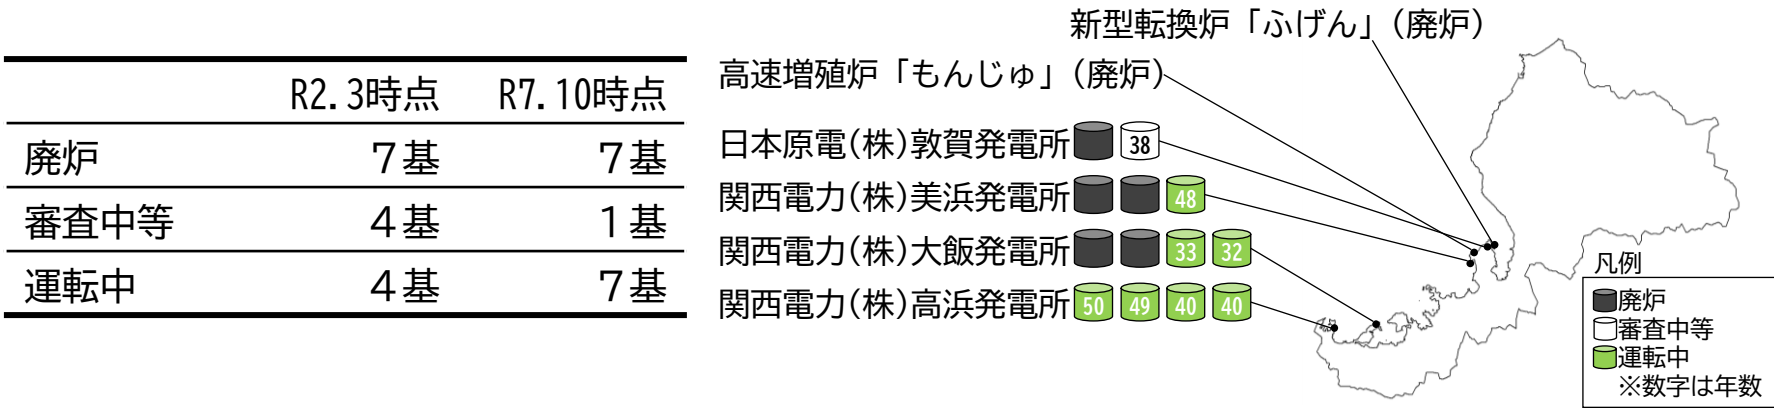 R2.3時点 R7.10時点
廃炉 7基 7基
審査中等 4基 1基
運転中 4基 7基
新型転換炉「ふげん」(廃炉)
高速増殖炉「もんじゅ」(廃炉)
日本原電(株)敦賀発電所 38
関西電力(株)美浜発電所 48
関西電力(株)大飯発電所 33 32
関西電力(株)高浜発電所 50 49 40 40
凡例
廃炉
審査中等
運転中
※数字は年数